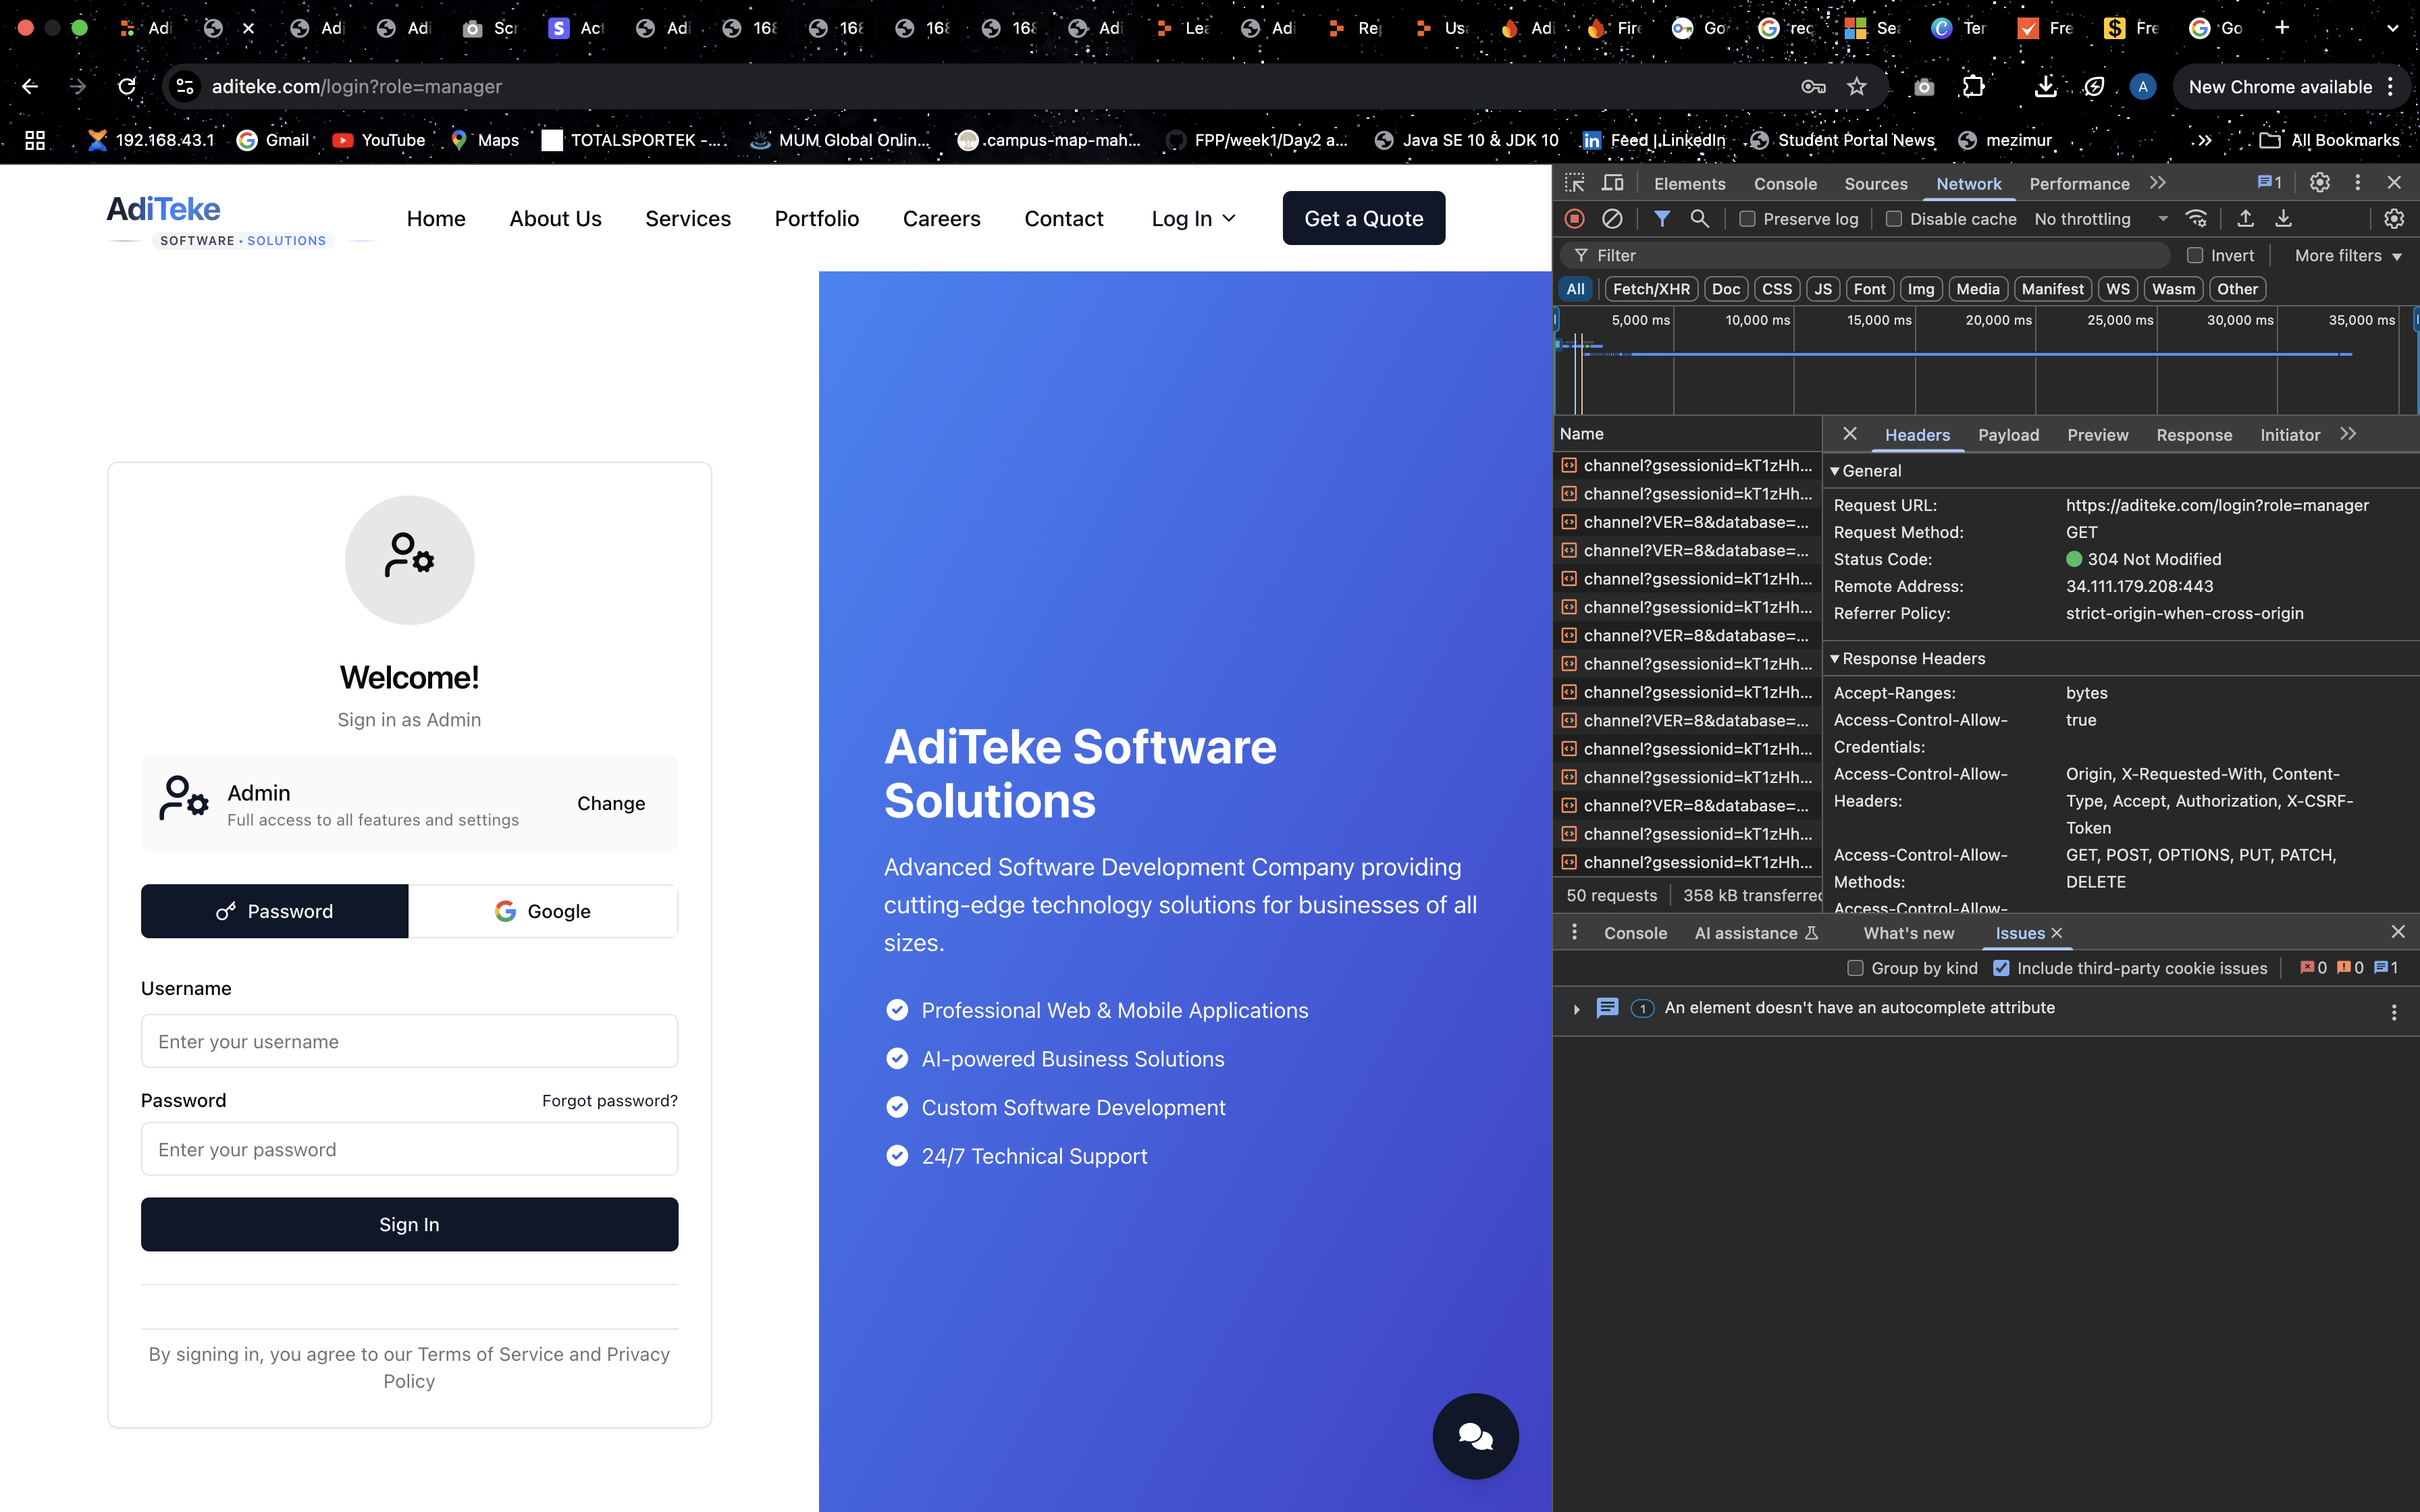 Adi
Adi
Adi
Scr
Act
Adi
168
168
168
168
Adi
Lea
Adi
Rep
Usa
Adi
Fire
Go
rec
Sea
Ter
Fre
Fre
Go
aditeke.com/login?role=manager
A
New Chrome available
192.168.43.1
Gmail
YouTube
Maps
TOTALSPORTEK -...
MUM Global Onlin...
campus-map-mah...
FPP/week1/Day2 a...
Java SE 10 & JDK 10
Feed | LinkedIn
Student Portal News
mezimur
All Bookmarks
AdiTeke
SOFTWARE • SOLUTIONS
Home
About Us
Services
Portfolio
Careers
Contact
Log In
Get a Quote
Welcome!
Sign in as Admin
Admin
Full access to all features and settings
Change
Password
Google
Username
Enter your username
Password
Forgot password?
Enter your password
Sign In
By signing in, you agree to our Terms of Service and Privacy
Policy
AdiTeke Software
Solutions
Advanced Software Development Company providing
cutting-edge technology solutions for businesses of all
sizes.
Professional Web & Mobile Applications
AI-powered Business Solutions
Custom Software Development
24/7 Technical Support
Elements
Console
Sources
Network
Performance
1
Preserve log
Disable cache
No throttling
Filter
Invert
More filters
All
Fetch/XHR
Doc
CSS
JS
Font
Img
Media
Manifest
WS
Wasm
Other
5,000 ms
10,000 ms
15,000 ms
20,000 ms
25,000 ms
30,000 ms
35,000 ms
Name
channel?gsessionid=kT1zHh...
channel?gsessionid=kT1zHh...
channel?VER=8&database=...
channel?VER=8&database=...
channel?gsessionid=kT1zHh...
channel?gsessionid=kT1zHh...
channel?VER=8&database=...
channel?gsessionid=kT1zHh...
channel?gsessionid=kT1zHh...
channel?VER=8&database=...
channel?gsessionid=kT1zHh...
channel?gsessionid=kT1zHh...
channel?VER=8&database=...
channel?gsessionid=kT1zHh...
channel?gsessionid=kT1zHh...
50 requests
358 kB transferred
Headers
Payload
Preview
Response
Initiator
General
Request URL: https://aditeke.com/login?role=manager
Request Method: GET
Status Code: 304 Not Modified
Remote Address: 34.111.179.208:443
Referrer Policy: strict-origin-when-cross-origin
Response Headers
Accept-Ranges: bytes
Access-Control-Allow- true
Credentials:
Access-Control-Allow- Origin, X-Requested-With, Content-
Headers: Type, Accept, Authorization, X-CSRF-
Token
Access-Control-Allow- GET, POST, OPTIONS, PUT, PATCH,
Methods: DELETE
Access-Control-Allow-
Console
AI assistance
What's new
Issues
Group by kind
Include third-party cookie issues
0
0
1
1 An element doesn't have an autocomplete attribute